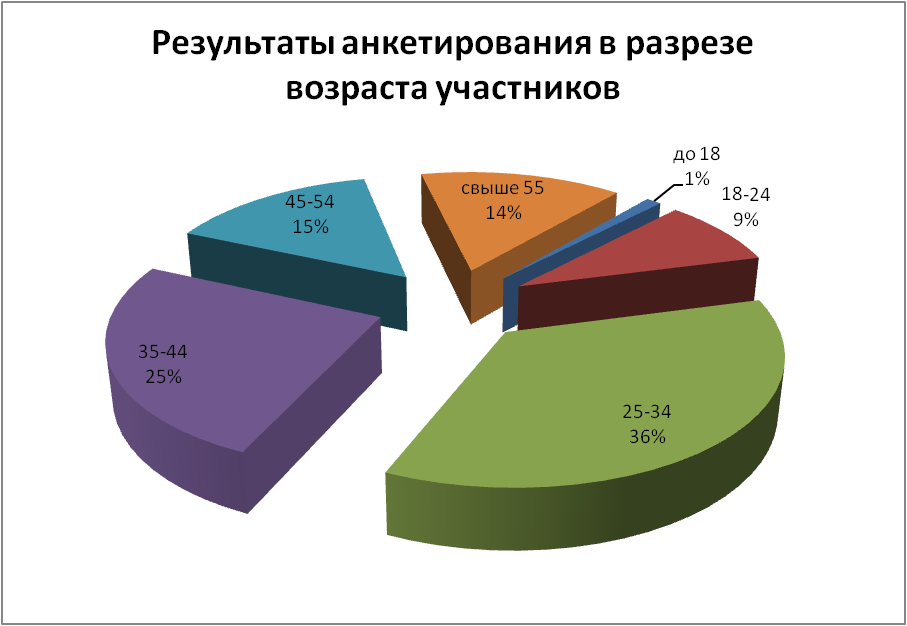 Результаты анкетирования в разрезе
возраста участников
до 18
1%
18-24
9%
25-34
36%
35-44
25%
45-54
15%
свыше 55
14%